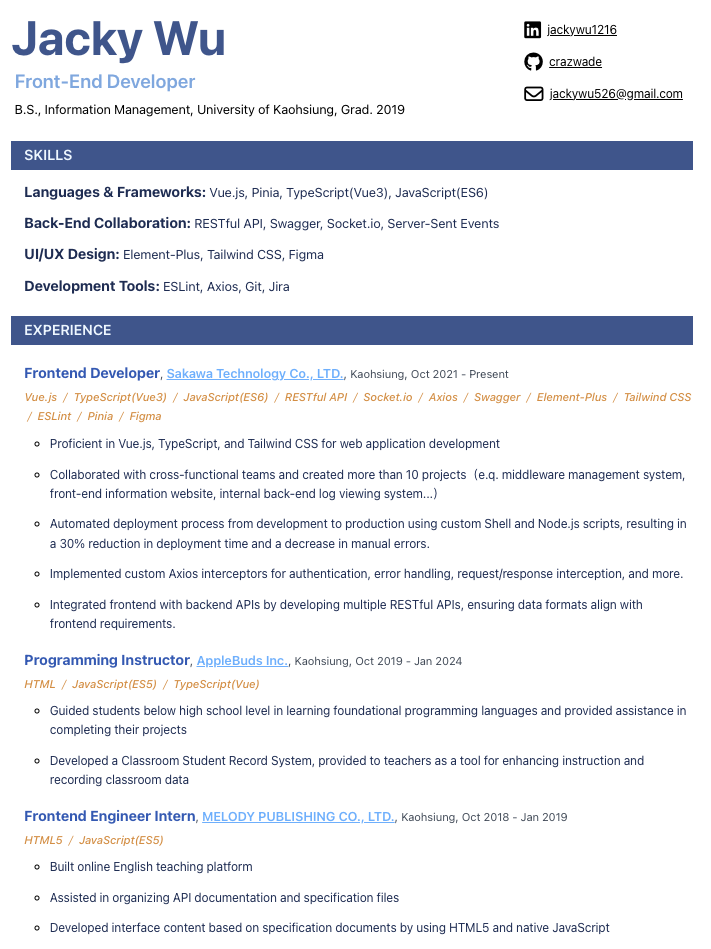 Jacky Wu
jackywu1216
Front-End Developer
crazwade
B.S., Information Management, University of Kaohsiung, Grad. 2019
jackywu526@gmail.com
SKILLS
Languages & Frameworks: Vue.js, Pinia, TypeScript(Vue3), JavaScript(ES6)
Back-End Collaboration: RESTful API, Swagger, Socket.io, Server-Sent Events
UI/UX Design: Element-Plus, Tailwind CSS, Figma
Development Tools: ESLint, Axios, Git, Jira
EXPERIENCE
Frontend Developer, Sakawa Technology Co., LTD., Kaohsiung, Oct 2021 - Present
Vue.js / TypeScript(Vue3) / JavaScript(ES6) / RESTful API / Socket.io / Axios / Swagger / Element-Plus / Tailwind CSS
/ ESLint / Pinia / Figma
Proficient in Vue.js, TypeScript, and Tailwind CSS for web application development
Collaborated with cross-functional teams and created more than 10 projects（e.q. middleware management system,
front-end information website, internal back-end log viewing system...）
Automated deployment process from development to production using custom Shell and Node.js scripts, resulting in
a 30% reduction in deployment time and a decrease in manual errors.
Implemented custom Axios interceptors for authentication, error handling, request/response interception, and more.
Integrated frontend with backend APIs by developing multiple RESTful APIs, ensuring data formats align with
frontend requirements.
Programming Instructor, AppleBuds Inc., Kaohsiung, Oct 2019 - Jan 2024
HTML / JavaScript(ES5) / TypeScript(Vue)
Guided students below high school level in learning foundational programming languages and provided assistance in
completing their projects
Developed a Classroom Student Record System, provided to teachers as a tool for enhancing instruction and
recording classroom data
Frontend Engineer Intern, MELODY PUBLISHING CO., LTD., Kaohsiung, Oct 2018 - Jan 2019
HTML5 / JavaScript(ES5)
Built online English teaching platform
Assisted in organizing API documentation and specification files
Developed interface content based on specification documents by using HTML5 and native JavaScript